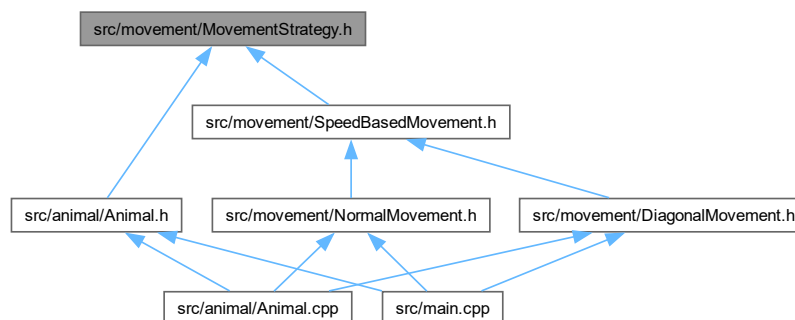 src/movement/MovementStrategy.h
src/movement/SpeedBasedMovement.h
src/animal/Animal.h
src/movement/NormalMovement.h
src/movement/DiagonalMovement.h
src/animal/Animal.cpp
src/main.cpp